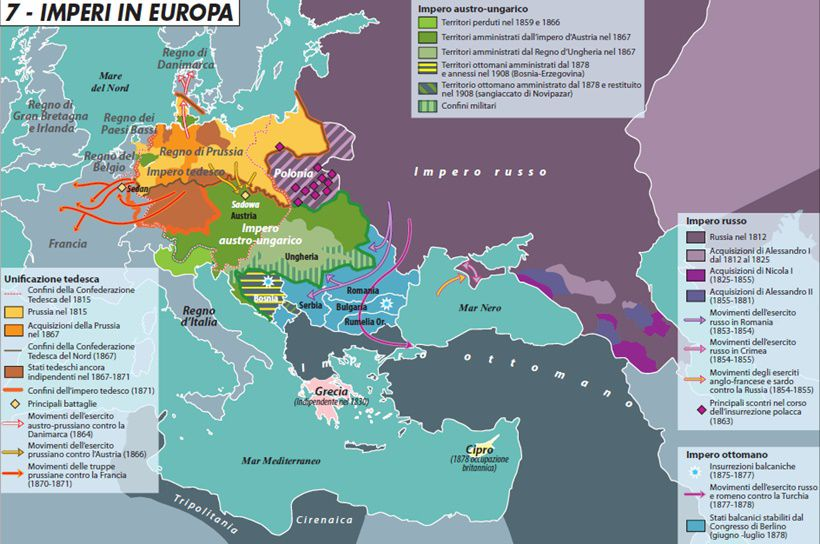 7 - IMPERI IN EUROPA
Impero austro-ungarico
Territori perduti nel 1859 e 1866
Territori amministrati dall'impero d'Austria nel 1867
Territori amministrati dal Regno d'Ungheria nel 1867
Territori ottomani amministrati dal 1878
e annessi nel 1908 (Bosnia-Erzegovina)
Territorio ottomano amministrato dal 1878 e restituito
nel 1908 (sangiaccato di Novipazar)
Confini militari
Regno di
Danimarca
Mare
del Nord
Regno di
Gran Bretagna
e Irlanda
Regno dei
Paesi Bassi
Regno del
Belgio
Regno di Prussia
Impero tedesco
Polonia
Impero russo
Sedan
Sadowa
Austria
Impero
austro-ungarico
Francia
Ungheria
Romania
Bosnia
Serbia
Bulgaria
Rumelia Or.
Mar Nero
Regno
d'Italia
Impero ottomano
Grecia
(Indipendente nel 1830)
Cipro
(1878 occupazione
britannica)
Mar Mediterraneo
Tripolitania
Cirenaica
Unificazione tedesca
Confini della Confederazione
Tedesca del 1815
Prussia nel 1815
Acquisizioni della Prussia
nel 1867
Confini della Confederazione
Tedesca del Nord (1867)
Stati tedeschi ancora
indipendenti nel 1867-1871
Confini dell'impero tedesco (1871)
Principali battaglie
Movimenti dell'esercito
austro-prussiano contro la
Danimarca (1864)
Movimenti dell'esercito
prussiano contro l'Austria (1866)
Movimenti delle truppe
prussiane contro la Francia
(1870-1871)
Impero russo
Russia nel 1812
Acquisizioni di Alessandro I
dal 1812 al 1825
Acquisizioni di Nicola I
(1825-1855)
Acquisizioni di Alessandro II
(1855-1881)
Movimenti dell'esercito
russo in Romania
(1853-1854)
Movimenti dell'esercito
russo in Crimea
(1854-1855)
Movimenti degli eserciti
anglo-francese e sardo
contro la Russia (1854-1855)
Principali scontri nel corso
dell'insurrezione polacca
(1863)
Impero ottomano
Insurrezioni balcaniche
(1875-1877)
Movimenti dell'esercito russo
e romeno contro la Turchia
(1877-1878)
Stati balcanici stabiliti dal
Congresso di Berlino
(giugno -luglio 1878)